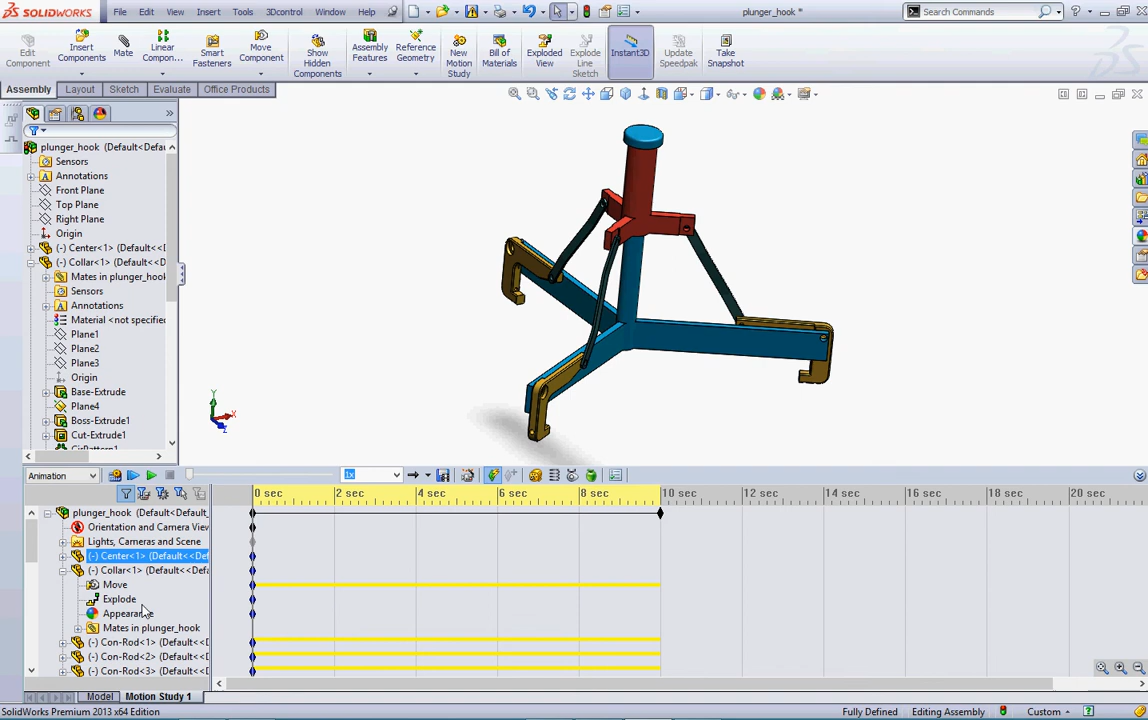 SOLIDWORKS File Edit View Insert Tools 3Dcontrol Window Help plunger_hook * Search Commands
Edit Component
Insert Components
Mate
Linear Compon...
Smart Fasteners
Move Component
Show Hidden Components
Assembly Features
Reference Geometry
New Motion Study
Bill of Materials
Exploded View
Explode Line Sketch
Instant3D
Update Speedpak
Take Snapshot
Assembly Layout Sketch Evaluate Office Products
plunger_hook (Default<Defau
Sensors
Annotations
Front Plane
Top Plane
Right Plane
Origin
(-) Center<1> (Default<<D
(-) Collar<1> (Default<<D
Mates in plunger_hook
Sensors
Annotations
Material <not specified
Plane1
Plane2
Plane3
Origin
Base-Extrude
Plane4
Boss-Extrude1
Cut-Extrude1
CirPattern1
Y
X
Z
Animation 1x
0 sec 2 sec 4 sec 6 sec 8 sec 10 sec 12 sec 14 sec 16 sec 18 sec 20 sec
plunger_hook (Default<Default_
Orientation and Camera View
Lights, Cameras and Scene
(-) Center<1> (Default<<Def
(-) Collar<1> (Default<<Defa
Move
Explode
Appearance
Mates in plunger_hook
(-) Con-Rod<1> (Default<<D
(-) Con-Rod<2> (Default<<D
(-) Con-Rod<3> (Default<<D
Model Motion Study 1
SolidWorks Premium 2013 x64 Edition Fully Defined Editing Assembly Custom